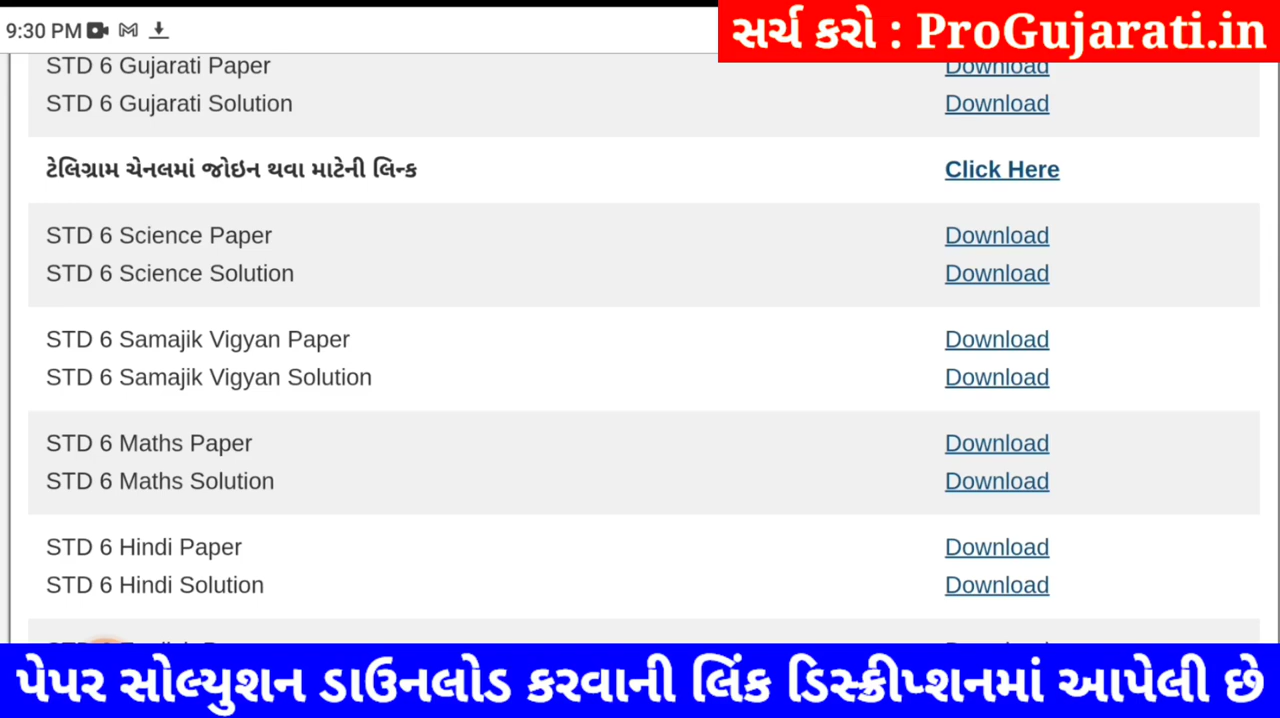 9:30 PM
સર્ચ કરો : ProGujarati.in
STD 6 Gujarati Paper Download
STD 6 Gujarati Solution Download
ટેલિગ્રામ ચેનલમાં જોઇન થવા માટેની લિન્ક Click Here
STD 6 Science Paper Download
STD 6 Science Solution Download
STD 6 Samajik Vigyan Paper Download
STD 6 Samajik Vigyan Solution Download
STD 6 Maths Paper Download
STD 6 Maths Solution Download
STD 6 Hindi Paper Download
STD 6 Hindi Solution Download
પેપર સોલ્યુશન ડાઉનલોડ કરવાની લિંક ડિસ્ક્રીપ્શનમાં આપેલી છે